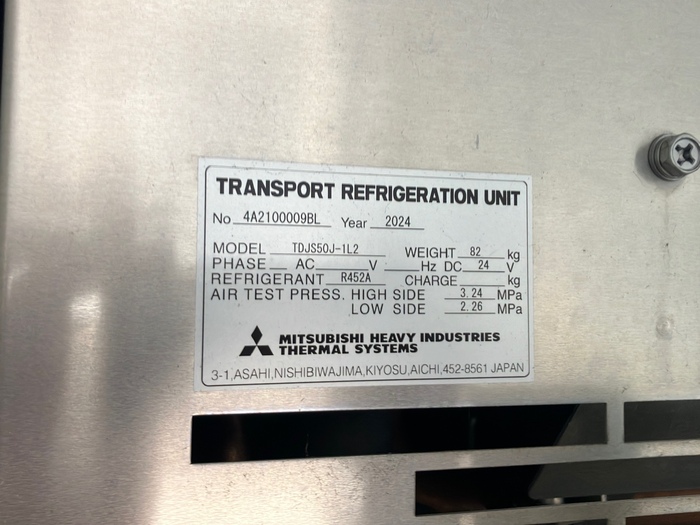 TRANSPORT REFRIGERATION UNIT
No 4A2100009BL Year 2024
MODEL TDJS50J-1L2 WEIGHT 82 kg
PHASE AC V Hz DC 24 V
REFRIGERANT R452A CHARGE kg
AIR TEST PRESS. HIGH SIDE 3.24 MPa
LOW SIDE 2.26 MPa
MITSUBISHI HEAVY INDUSTRIES
THERMAL SYSTEMS
3-1,ASAHI,NISHIBIWAJIMA,KIYOSU,AICHI,452-8561 JAPAN